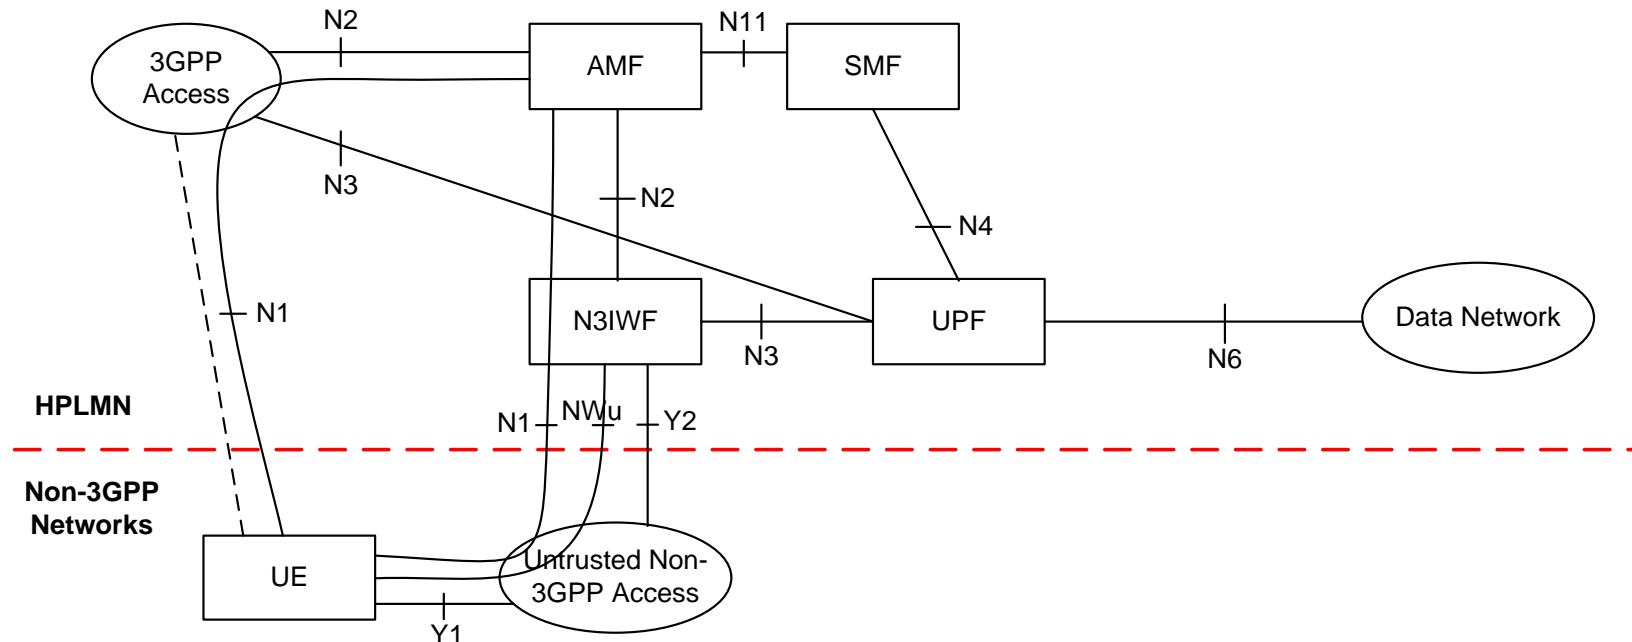 N2
N11
3GPP
Access
AMF
SMF
N3
N2
N4
N1
N3IWF
UPF
Data Network
N3
N6
HPLMN
N1
NWu
Y2
Non-3GPP
Networks
UE
Untrusted Non-
3GPP Access
Y1